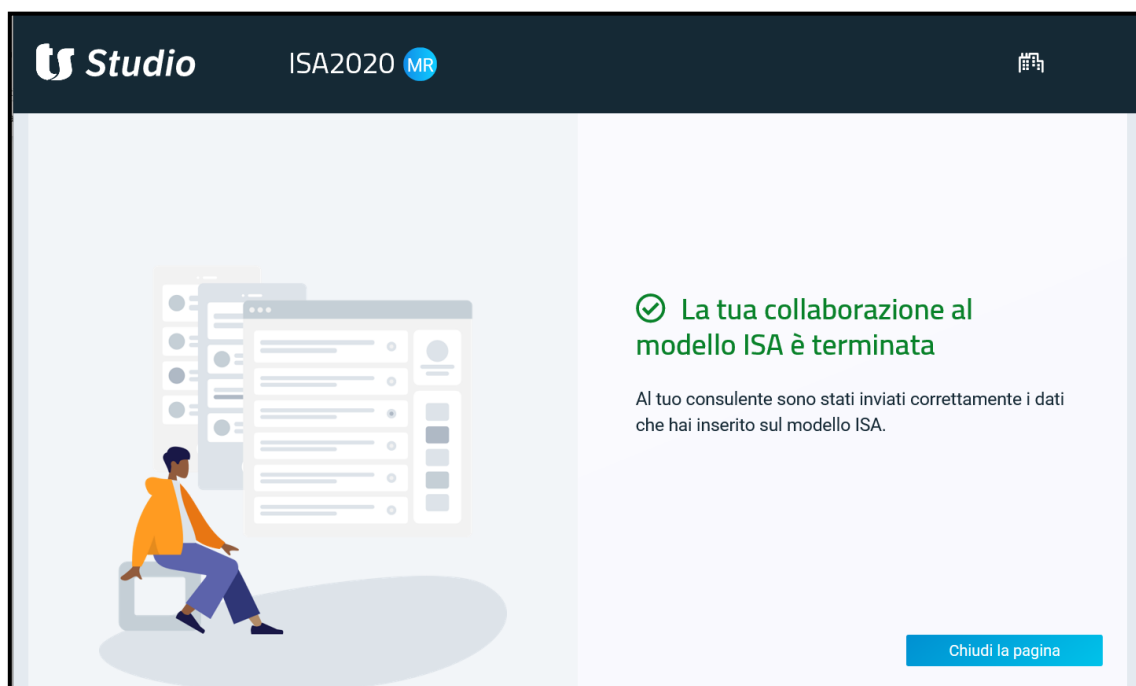 ts Studio ISA2020 MR
La tua collaborazione al
modello ISA è terminata
Al tuo consulente sono stati inviati correttamente i dati
che hai inserito sul modello ISA.
Chiudi la pagina